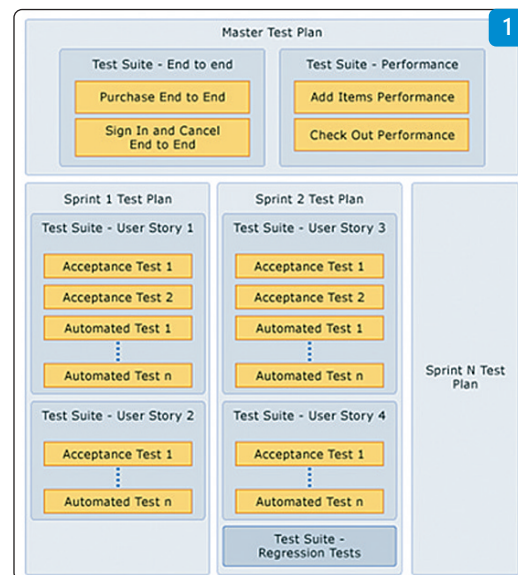 1
Master Test Plan
Test Suite - End to end
Purchase End to End
Sign In and Cancel
End to End
Test Suite - Performance
Add Items Performance
Check Out Performance
Sprint 1 Test Plan
Test Suite - User Story 1
Acceptance Test 1
Acceptance Test 2
Automated Test 1
Automated Test n
Test Suite - User Story 2
Acceptance Test 1
Automated Test n
Sprint 2 Test Plan
Test Suite - User Story 3
Acceptance Test 1
Acceptance Test 2
Automated Test 1
Automated Test n
Test Suite - User Story 4
Acceptance Test 1
Automated Test n
Test Suite -
Regression Tests
Sprint N Test
Plan